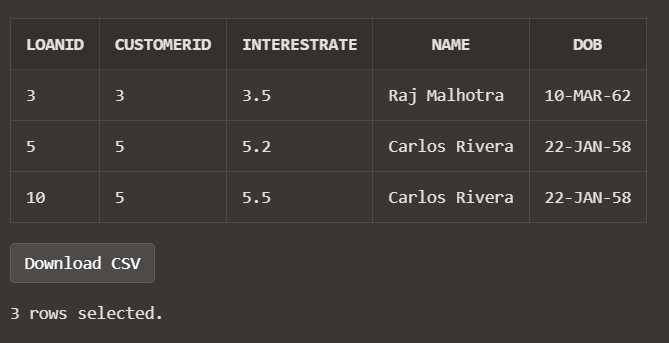 LOANID CUSTOMERID INTERESTRATE NAME DOB
3 3 3.5 Raj Malhotra 10-MAR-62
5 5 5.2 Carlos Rivera 22-JAN-58
10 5 5.5 Carlos Rivera 22-JAN-58
Download CSV
3 rows selected.